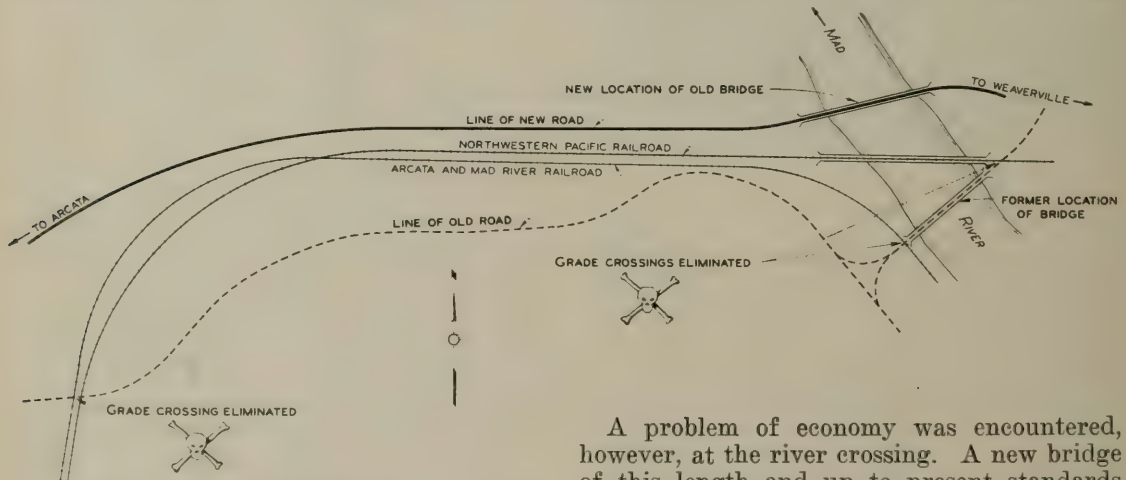 MAD
NEW LOCATION OF OLD BRIDGE
TO WEAVERVILLE
LINE OF NEW ROAD
NORTHWESTERN PACIFIC RAILROAD
ARCATA AND MAD RIVER RAILROAD
TO ARCATA
FORMER LOCATION
OF BRIDGE
LINE OF OLD ROAD
RIVER
GRADE CROSSINGS ELIMINATED
GRADE CROSSING ELIMINATED
A problem of economy was encountered,
however, at the river crossing. A new bridge
of this length and up to present standards